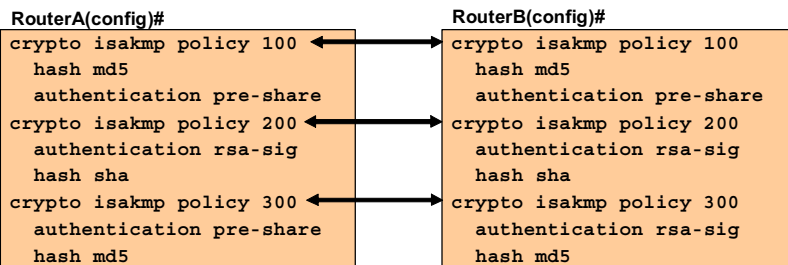 RouterA(config)#
crypto isakmp policy 100
hash md5
authentication pre-share
crypto isakmp policy 200
authentication rsa-sig
hash sha
crypto isakmp policy 300
authentication pre-share
hash md5
RouterB(config)#
crypto isakmp policy 100
hash md5
authentication pre-share
crypto isakmp policy 200
authentication rsa-sig
hash sha
crypto isakmp policy 300
authentication rsa-sig
hash md5